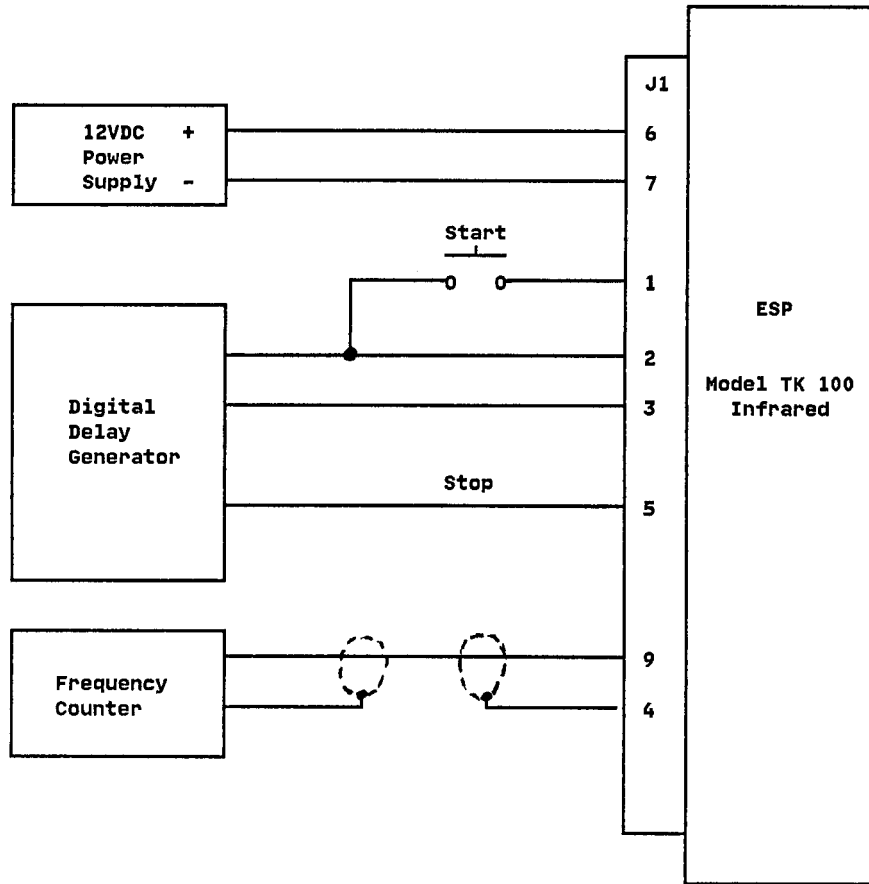 J1
12VDC +
Power
Supply -
6
7
Start
1
2
3
Stop
5
Digital
Delay
Generator
ESP
Model TK 100
Infrared
Frequency
Counter
9
4